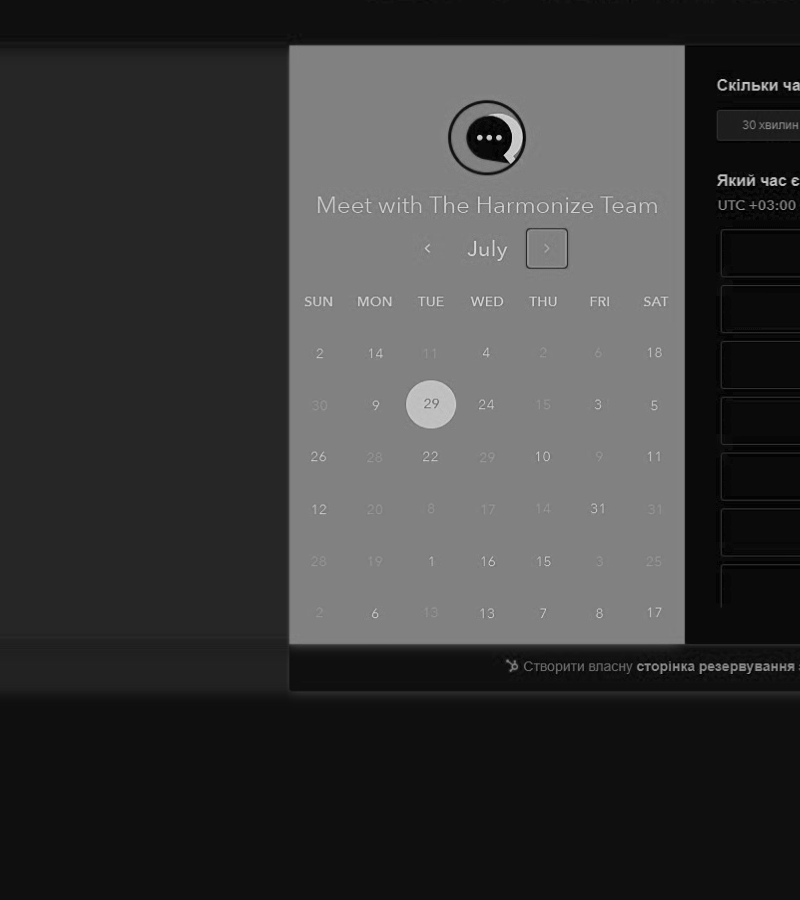 Meet with The Harmonize Team
July
SUN MON TUE WED THU FRI SAT
2 14 11 4 2 6 18
30 9 29 24 15 3 5
26 28 22 29 10 9 11
12 20 8 17 14 31 31
28 19 1 16 15 3 25
2 6 13 13 7 8 17
Скільки ча
30 хвилин
Який час є
UTC +03:00
Створити власну сторінка резервування